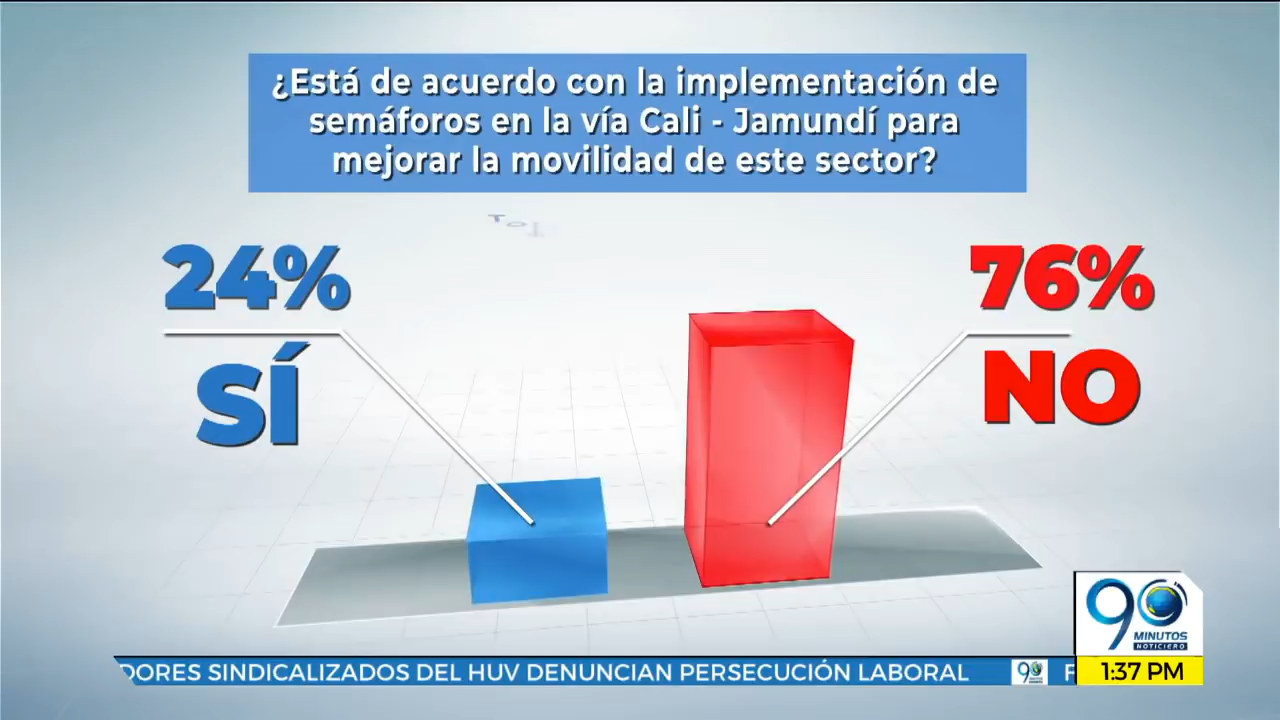 ¿Está de acuerdo con la implementación de
semáforos en la vía Cali - Jamundí para
mejorar la movilidad de este sector?
24%
SÍ
76%
NO
90
MINUTOS
NOTICIERO
DORES SINDICALIZADOS DEL HUV DENUNCIAN PERSECUCIÓN LABORAL
90
1:37 PM